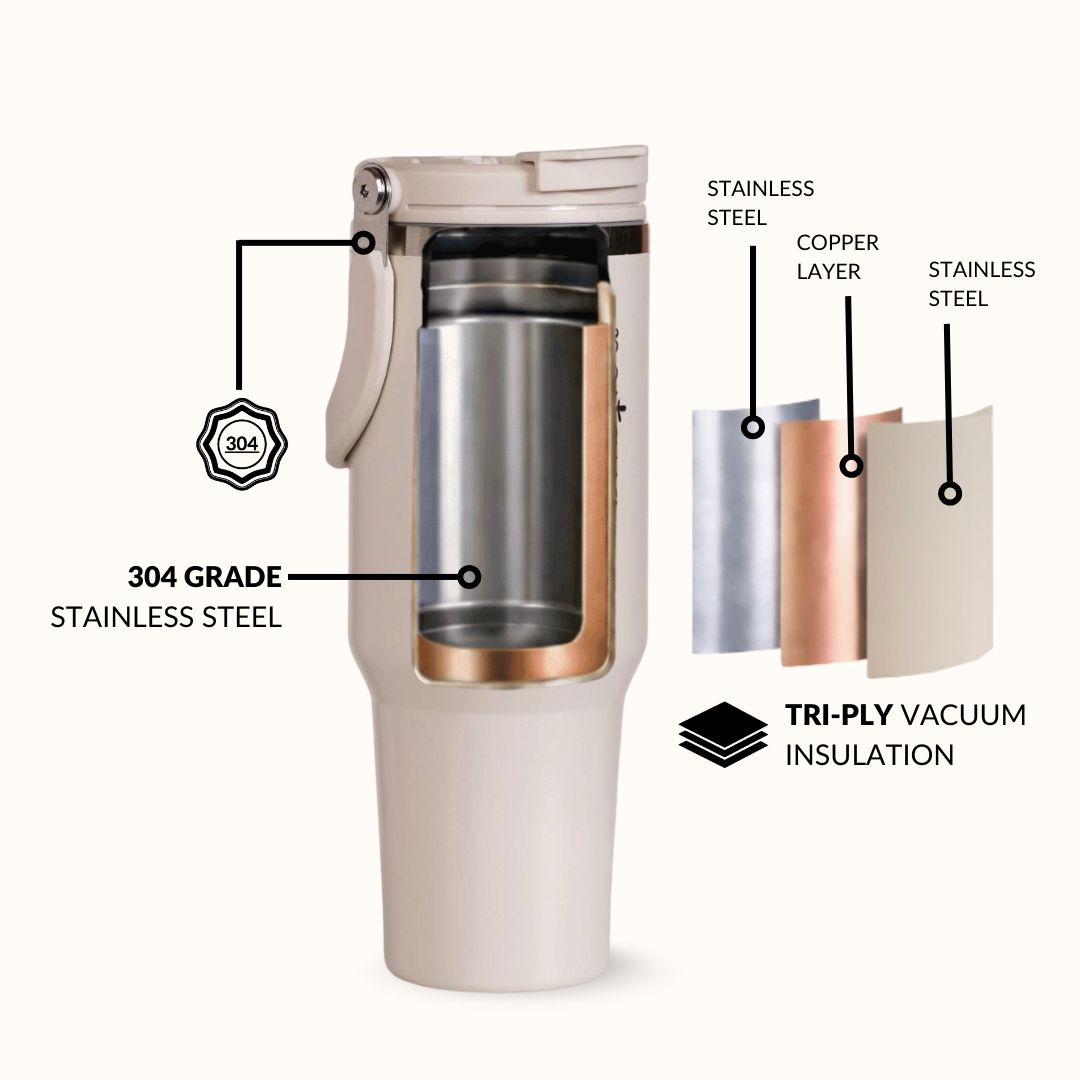 STAINLESS
STEEL
COPPER
LAYER
STAINLESS
STEEL
304
304 GRADE
STAINLESS STEEL
TRI-PLY VACUUM
INSULATION